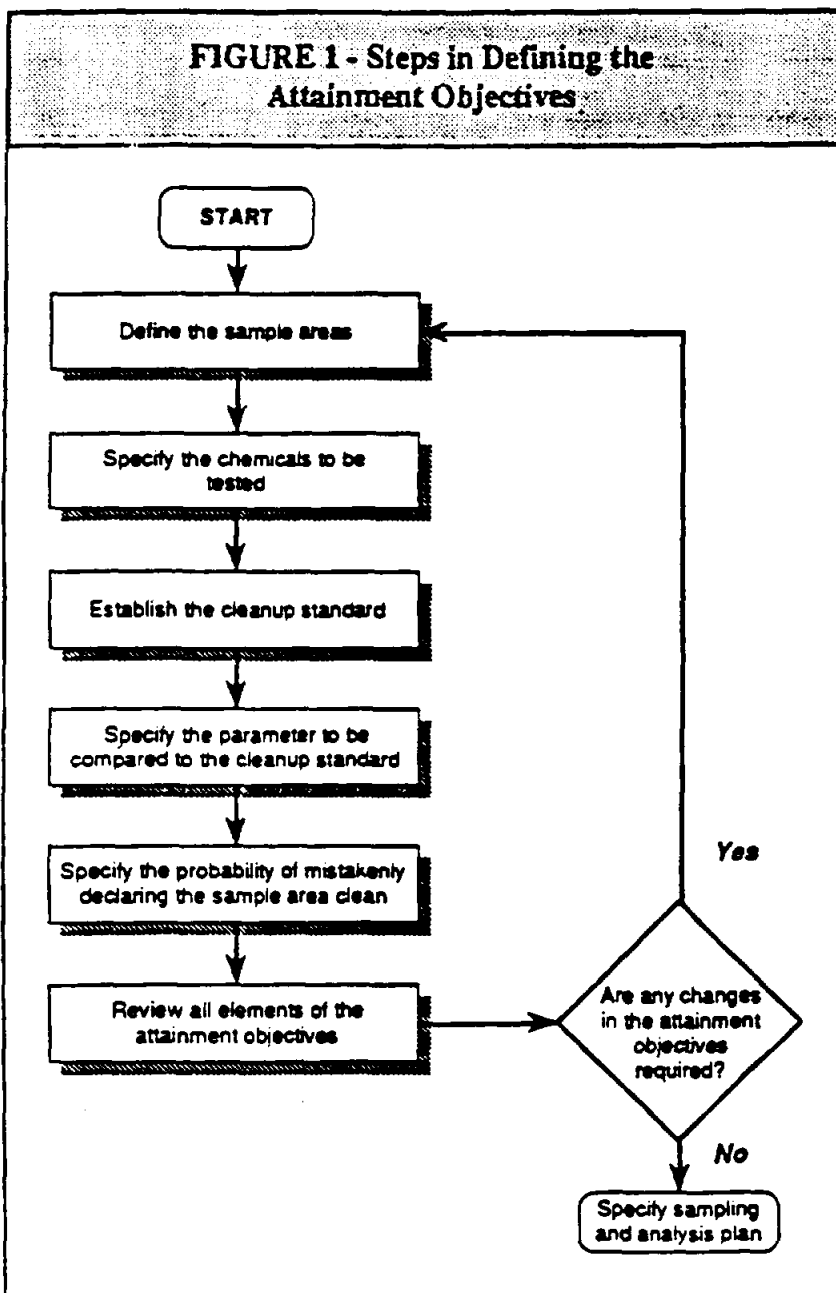 FIGURE 1 - Steps in Defining the
Attainment Objectives
START
Define the sample areas
Specify the chemicals to be
tested
Establish the cleanup standard
Specify the parameter to be
compared to the cleanup standard
Specify the probability of mistakenly
declaring the sample area clean
Review all elements of the
attainment objectives
Are any changes
in the attainment
objectives
required?
Yes
No
Specify sampling
and analysis plan